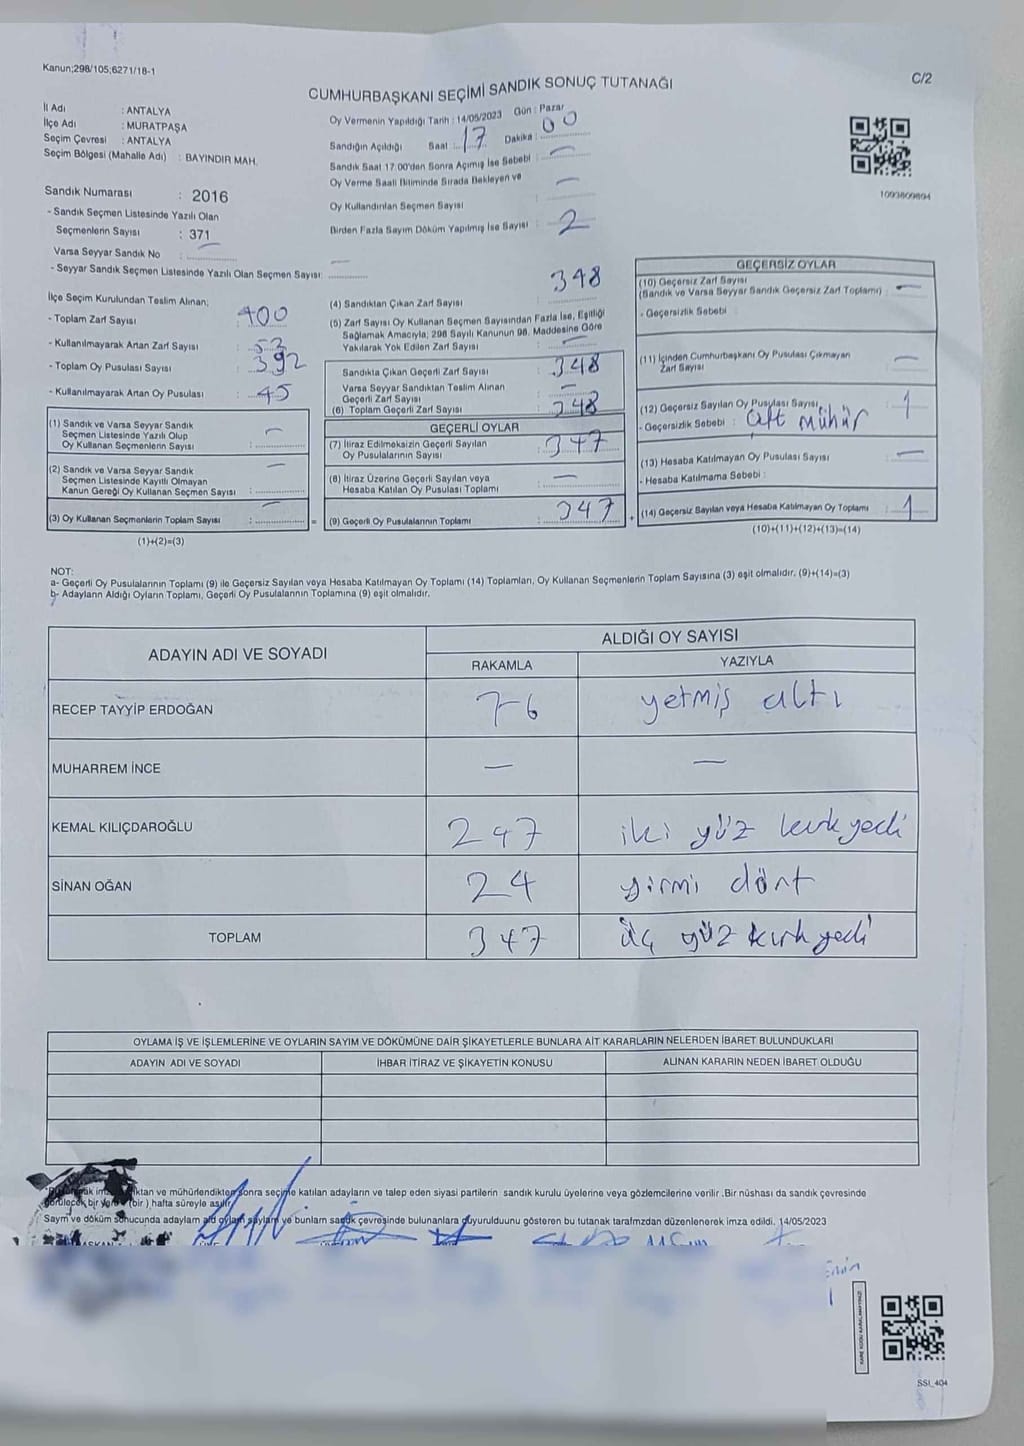 Kanun;298/105;6271/18-1
C/2
CUMHURBAŞKANI SEÇİMİ SANDIK SONUÇ TUTANAĞI
İl Adı : ANTALYA
İlçe Adı : MURATPAŞA
Seçim Çevresi : ANTALYA
Seçim Bölgesi (Mahalle Adı) : BAYINDIR MAH.
Oy Vermenin Yapıldığı Tarih : 14/05/2023 Gün : Pazar
Sandığın Açıldığı Saat : 17 Dakika : 00
Sandık Saat 17:00'den Sonra Açımış İse Sebebi : —
Oy Verme Saati Bitiminde Sırada Bekleyen ve
Oy Kullandırılan Seçmen Sayısı : —
Birden Fazla Sayım Döküm Yapılmış İse Sayısı : 2
1093809804
Sandık Numarası : 2016
- Sandık Seçmen Listesinde Yazılı Olan
Seçmenlerin Sayısı : 371
Varsa Seyyar Sandık No : —
- Seyyar Sandık Seçmen Listesinde Yazılı Olan Seçmen Sayısı: —
İlçe Seçim Kurulundan Teslim Alınan;
- Toplam Zarf Sayısı : 400
- Kullanılmayarak Artan Zarf Sayısı : 52
- Toplam Oy Pusulası Sayısı : 392
- Kullanılmayarak Artan Oy Pusulası : 45
(1) Sandık ve Varsa Seyyar Sandık
Seçmen Listesinde Yazılı Olup
Oy Kullanan Seçmenlerin Sayısı : —
(2) Sandık ve Varsa Seyyar Sandık
Seçmen Listesinde Kayıtlı Olmayan
Kanun Gereği Oy Kullanan Seçmen Sayısı : —
(3) Oy Kullanan Seçmenlerin Toplam Sayısı : —
(1)+(2)=(3)
(4) Sandıktan Çıkan Zarf Sayısı : 348
(5) Zarf Sayısı Oy Kullanan Seçmen Sayısından Fazla İse, Eşitliği
Sağlamak Amacıyla; 298 Sayılı Kanunun 98. Maddesine Göre
Yakılarak Yok Edilen Zarf Sayısı : —
Sandıkta Çıkan Geçerli Zarf Sayısı : 348
Varsa Seyyar Sandıktan Teslim Alınan
Geçerli Zarf Sayısı : —
(6) Toplam Geçerli Zarf Sayısı : 348
GEÇERLİ OYLAR
(7) İtiraz Edilmeksizin Geçerli Sayılan
Oy Pusulalarının Sayısı : 347
(8) İtiraz Üzerine Geçerli Sayılan veya
Hesaba Katılan Oy Pusulası Toplamı : —
= (9) Geçerli Oy Pusulalarının Toplamı : 347
GEÇERSİZ OYLAR
(10) Geçersiz Zarf Sayısı
(Sandık ve Varsa Seyyar Sandık Geçersiz Zarf Toplamı) : —
- Geçersizlik Sebebi :
(11) İçinden Cumhurbaşkanı Oy Pusulası Çıkmayan
Zarf Sayısı : —
(12) Geçersiz Sayılan Oy Pusulası Sayısı : 1
- Geçersizlik Sebebi : Çift mühür
(13) Hesaba Katılmayan Oy Pusulası Sayısı : —
- Hesaba Katılmama Sebebi :
+ (14) Geçersiz Sayılan veya Hesaba Katılmayan Oy Toplamı : 1
(10)+(11)+(12)+(13)=(14)
NOT:
a- Geçerli Oy Pusulalarının Toplamı (9) ile Geçersiz Sayılan veya Hesaba Katılmayan Oy Toplamı (14) Toplamları, Oy Kullanan Seçmenlerin Toplam Sayısına (3) eşit olmalıdır. (9)+(14)=(3)
b- Adayların Aldığı Oyların Toplamı, Geçerli Oy Pusulalarının Toplamına (9) eşit olmalıdır.
ADAYIN ADI VE SOYADI
ALDIĞI OY SAYISI
RAKAMLA YAZIYLA
RECEP TAYYİP ERDOĞAN 76 yetmiş altı
MUHARREM İNCE — —
KEMAL KILIÇDAROĞLU 247 iki yüz kırk yedi
SİNAN OĞAN 24 yirmi dört
TOPLAM 347 üç yüz kırk yedi
OYLAMA İŞ VE İŞLEMLERİNE VE OYLARIN SAYIM VE DÖKÜMÜNE DAİR ŞİKAYETLERLE BUNLARA AİT KARARLARIN NELERDEN İBARET BULUNDUKLARI
ADAYIN ADI VE SOYADI İHBAR İTİRAZ VE ŞİKAYETİN KONUSU ALINAN KARARIN NEDEN İBARET OLDUĞU
ve mühürlendikten sonra seçime katılan adayların ve talep eden siyasi partilerin sandık kurulu üyelerine veya gözlemcilerine verilir .Bir nüshası da sandık çevresinde
bir yere (bir ) hafta süreyle asılır
Sayım ve döküm sonucunda adayların ve bunların sandık çevresinde bulunanlara duyurulduunu gösteren bu tutanak tarafımzdan düzenlenerek imza edildi. 14/05/2023
SSI_404